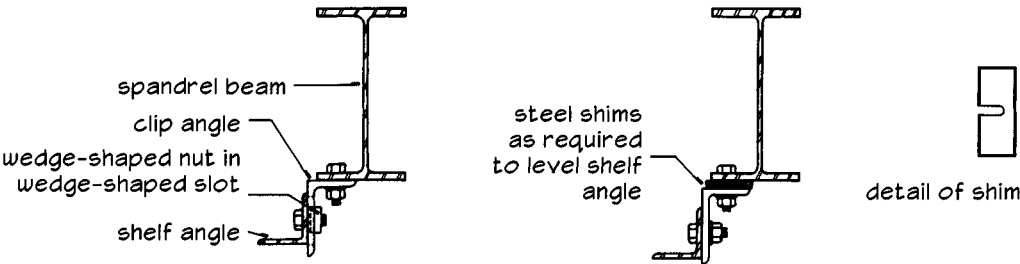 spandrel beam
clip angle
wedge-shaped nut in
wedge-shaped slot
shelf angle
steel shims
as required
to level shelf
angle
detail of shim